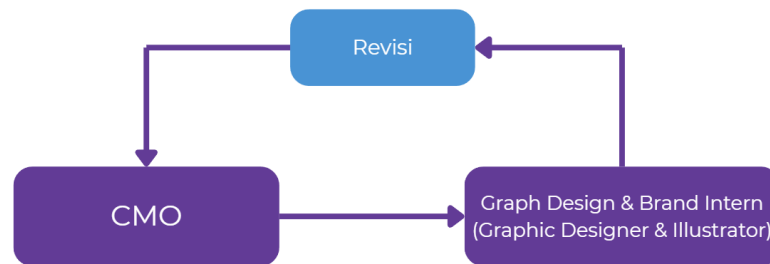 Revisi
CMO
Graph Design & Brand Intern
(Graphic Designer & Illustrator)